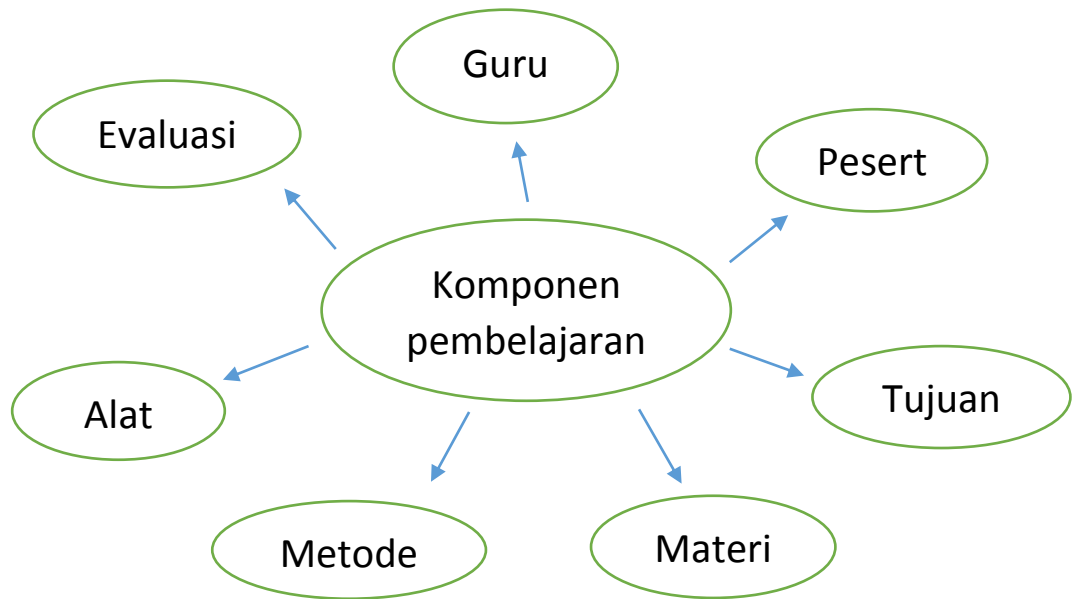 Guru
Evaluasi
Pesert
Komponen
pembelajaran
Tujuan
Alat
Materi
Metode